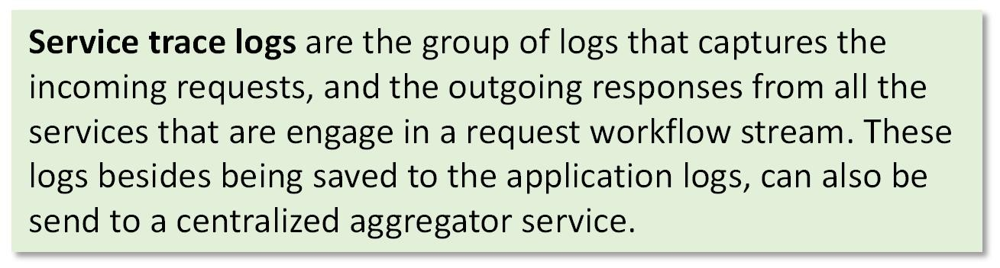 Service trace logs are the group of logs that captures the
incoming requests, and the outgoing responses from all the
services that are engage in a request workflow stream. These
logs besides being saved to the application logs, can also be
send to a centralized aggregator service.